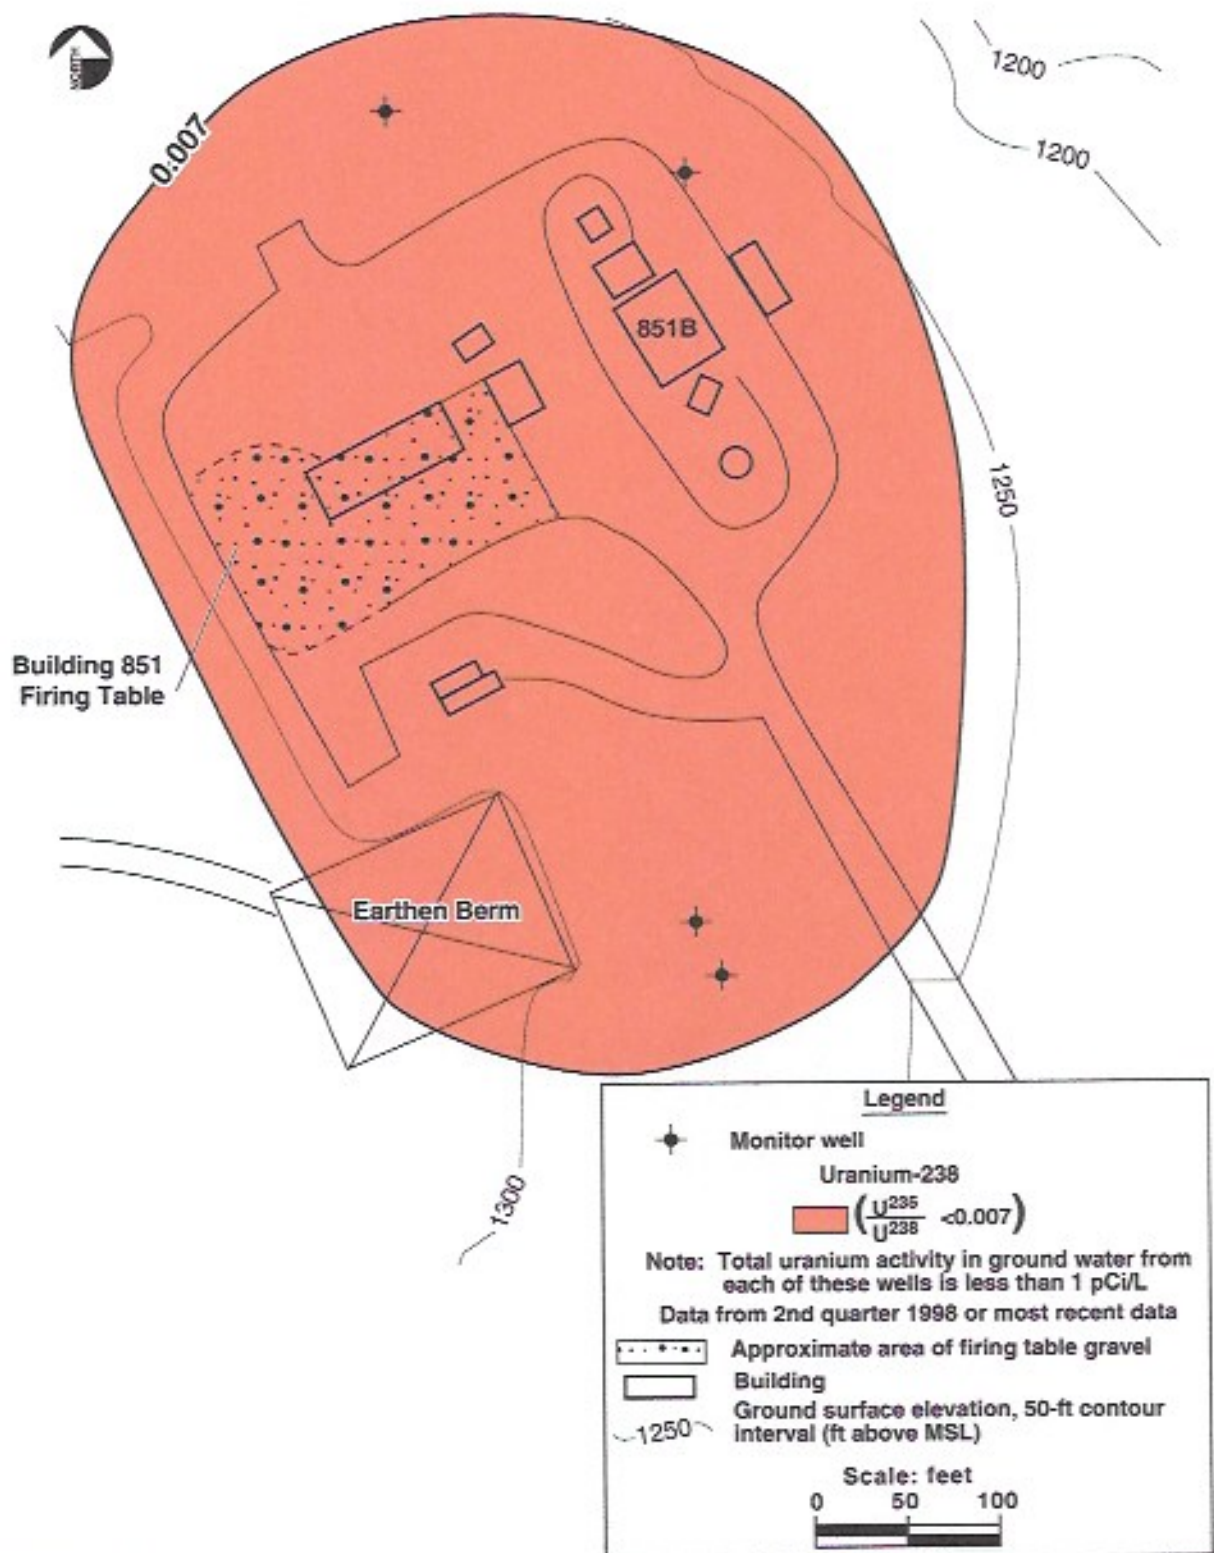 NORTH
0.007
1200
1200
851B
1250
Building 851
Firing Table
Earthen Berm
1300
Legend
Monitor well
Uranium-238
(U235/U238 <0.007)
Note: Total uranium activity in ground water from
each of these wells is less than 1 pCi/L
Data from 2nd quarter 1998 or most recent data
Approximate area of firing table gravel
Building
1250
Ground surface elevation, 50-ft contour
interval (ft above MSL)
Scale: feet
0 50 100